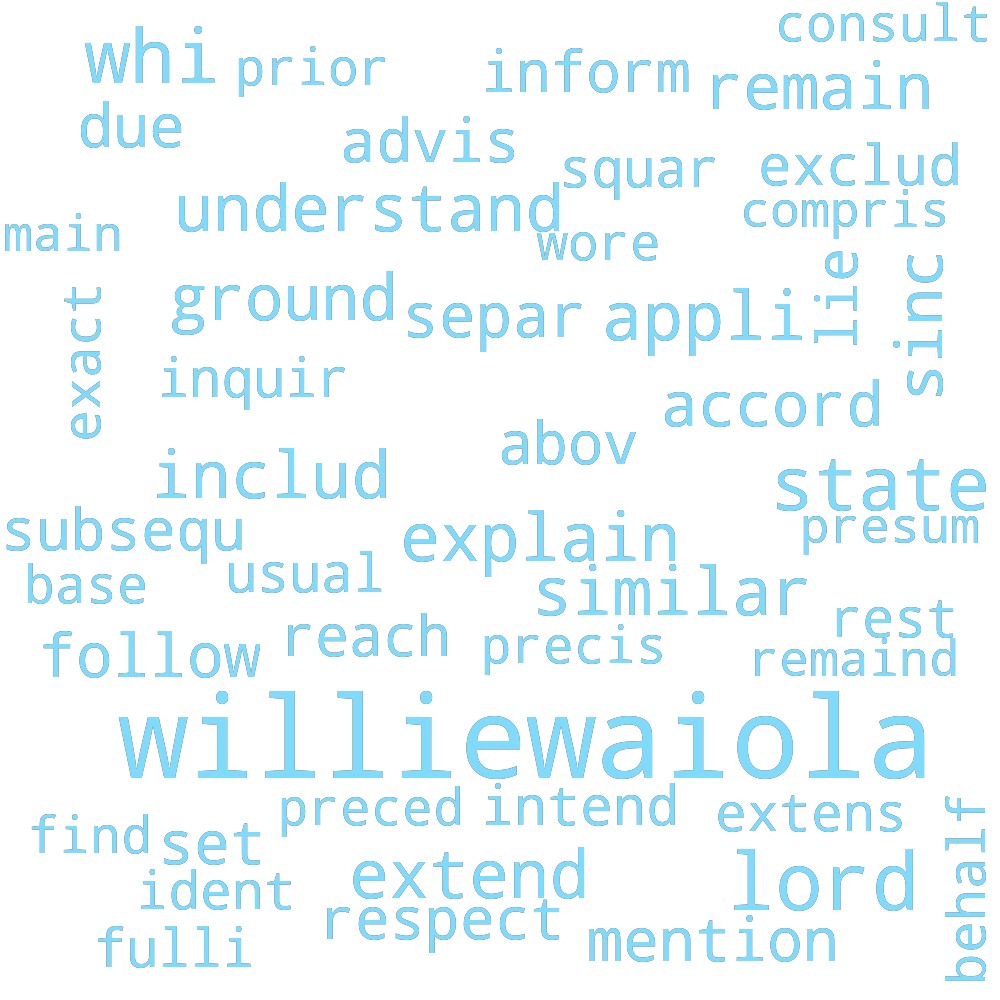 consult
whi prior inform remain
due advis squar exclud
understand compris
main wore
exact ground separ appli lie sinc
inquir accord
abov
includ state
subsequ explain presum
base usual similar
follow reach precis rest
remaind
williewaiola
preced intend extens
find set
ident extend lord behalf
respect
fulli mention